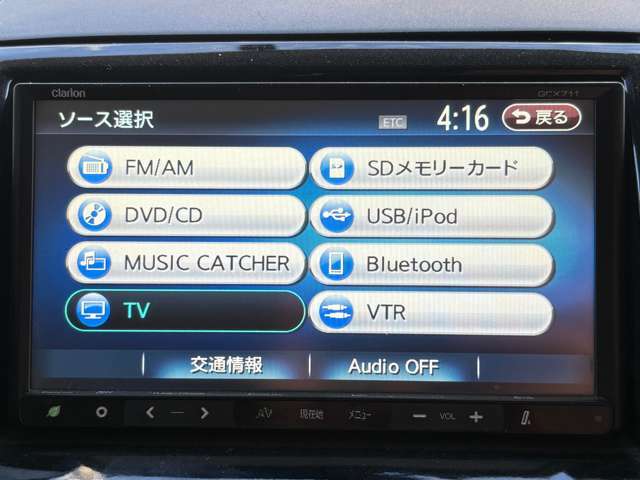 Clarion
GCX711
ソース選択
ETC
4:16
戻る
FM/AM
SDメモリーカード
DVD/CD
USB/iPod
MUSIC CATCHER
Bluetooth
TV
VTR
交通情報
Audio OFF
AV
現在地
メニュー
VOL